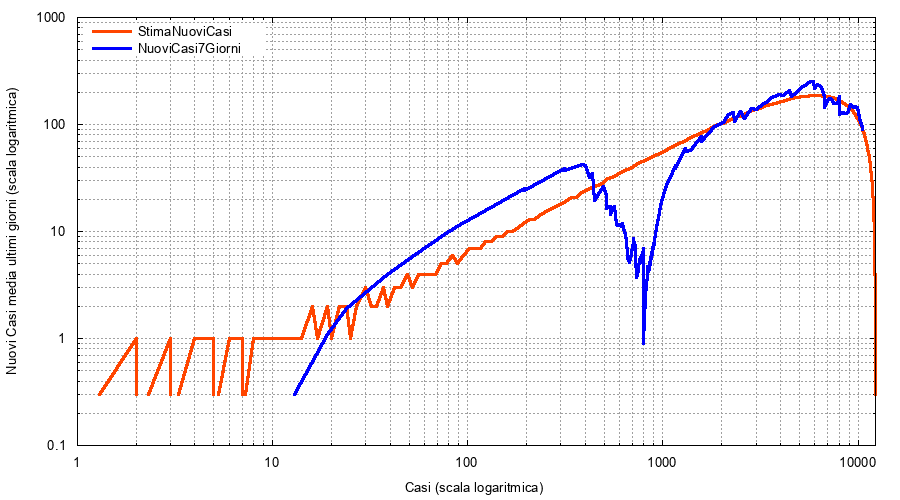 1000
StimaNuoviCasi
NuoviCasi7Giorni
100
10
1
0.1
Nuovi Casi media ultimi giorni (scala logaritmica)
1 10 100 1000 10000
Casi (scala logaritmica)